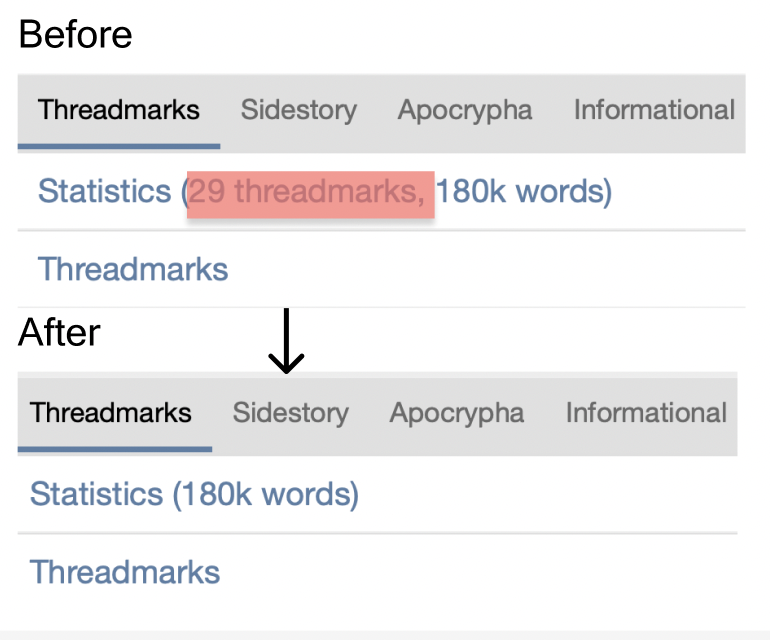 Before
Threadmarks Sidestory Apocrypha Informational
Statistics (29 threadmarks, 180k words)
Threadmarks
After
Threadmarks Sidestory Apocrypha Informational
Statistics (180k words)
Threadmarks